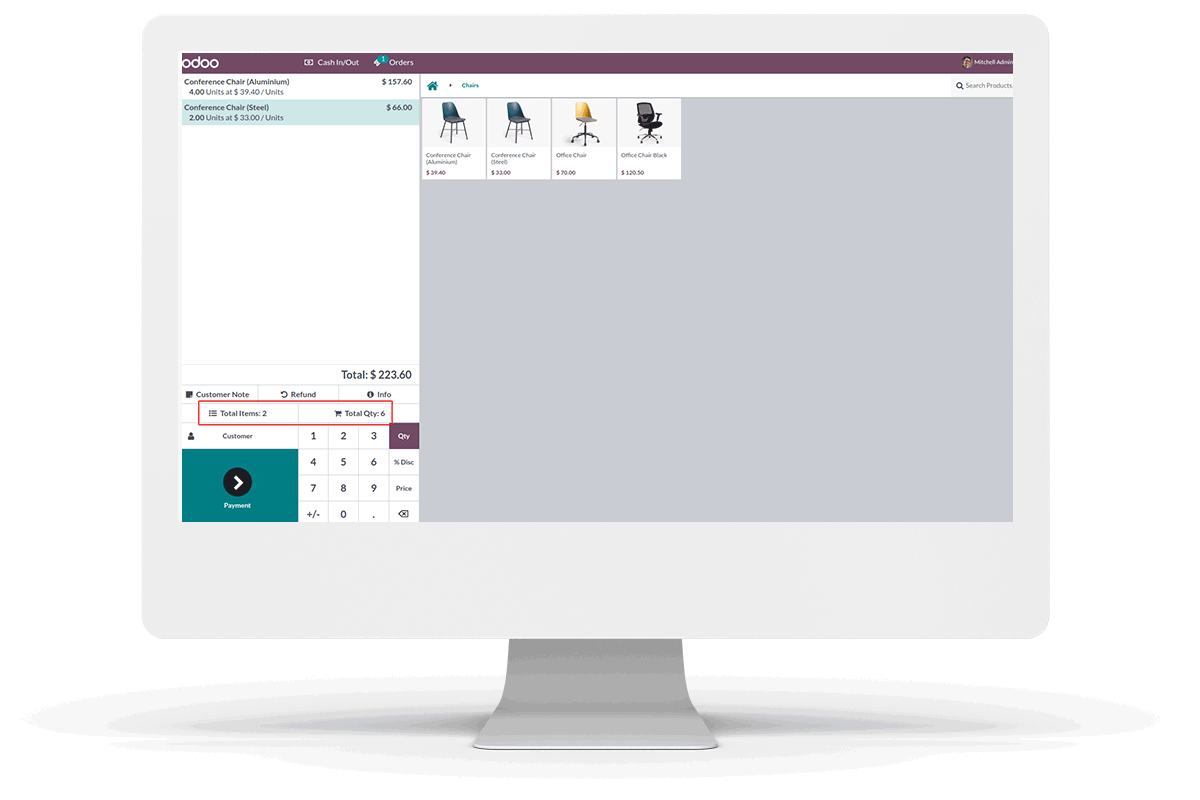 odoo
Cash In/Out
1
Orders
Mitchell Admin
Conference Chair (Aluminium) $ 157.60
4.00 Units at $ 39.40 / Units
Conference Chair (Steel) $ 66.00
2.00 Units at $ 33.00 / Units
Chairs
Search Products
Conference Chair
(Aluminium)
$ 39.40
Conference Chair
(Steel)
$ 33.00
Office Chair
$ 70.00
Office Chair Black
$ 120.50
Total: $ 223.60
Customer Note Refund Info
Total Items: 2 Total Qty: 6
Customer
Payment
1 2 3 Qty
4 5 6 % Disc
7 8 9 Price
+/- 0 .